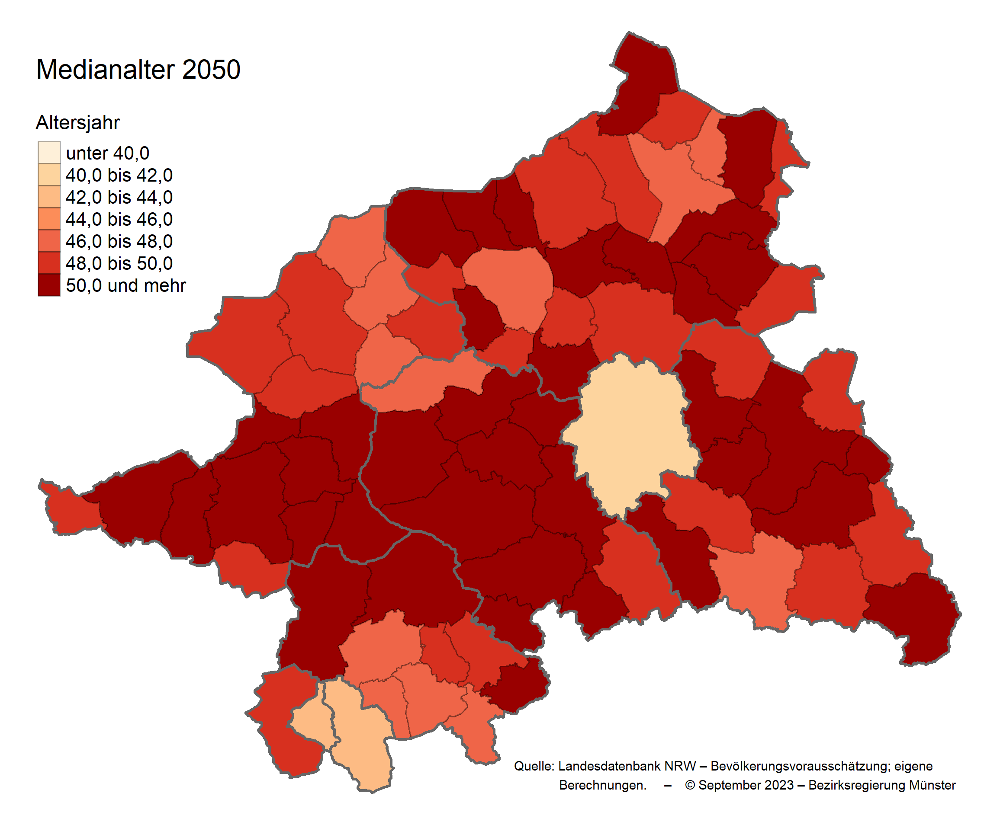 Medianalter 2050
Altersjahr
unter 40,0
40,0 bis 42,0
42,0 bis 44,0
44,0 bis 46,0
46,0 bis 48,0
48,0 bis 50,0
50,0 und mehr
Quelle: Landesdatenbank NRW – Bevölkerungsvorausschätzung; eigene
Berechnungen. – © September 2023 – Bezirksregierung Münster